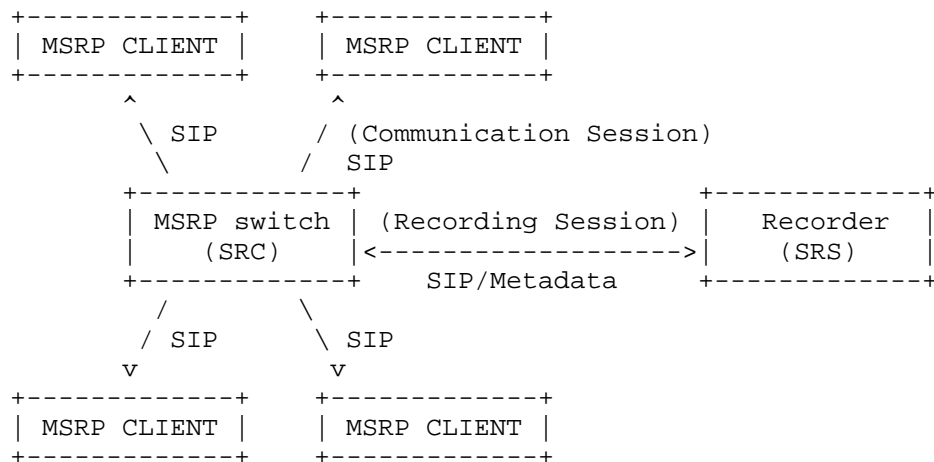 MSRP CLIENT MSRP CLIENT
SIP (Communication Session)
SIP
MSRP switch (Recording Session) Recorder
(SRC) (SRS)
SIP/Metadata
SIP SIP
MSRP CLIENT MSRP CLIENT